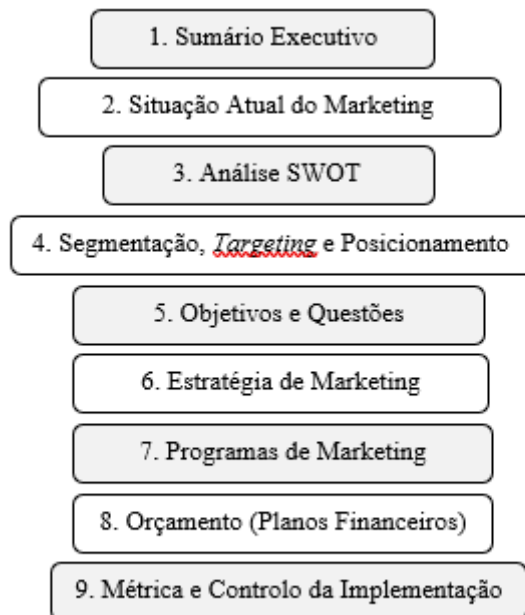 1. Sumário Executivo
2. Situação Atual do Marketing
3. Análise SWOT
4. Segmentação, Targeting e Posicionamento
5. Objetivos e Questões
6. Estratégia de Marketing
7. Programas de Marketing
8. Orçamento (Planos Financeiros)
9. Métrica e Controlo da Implementação